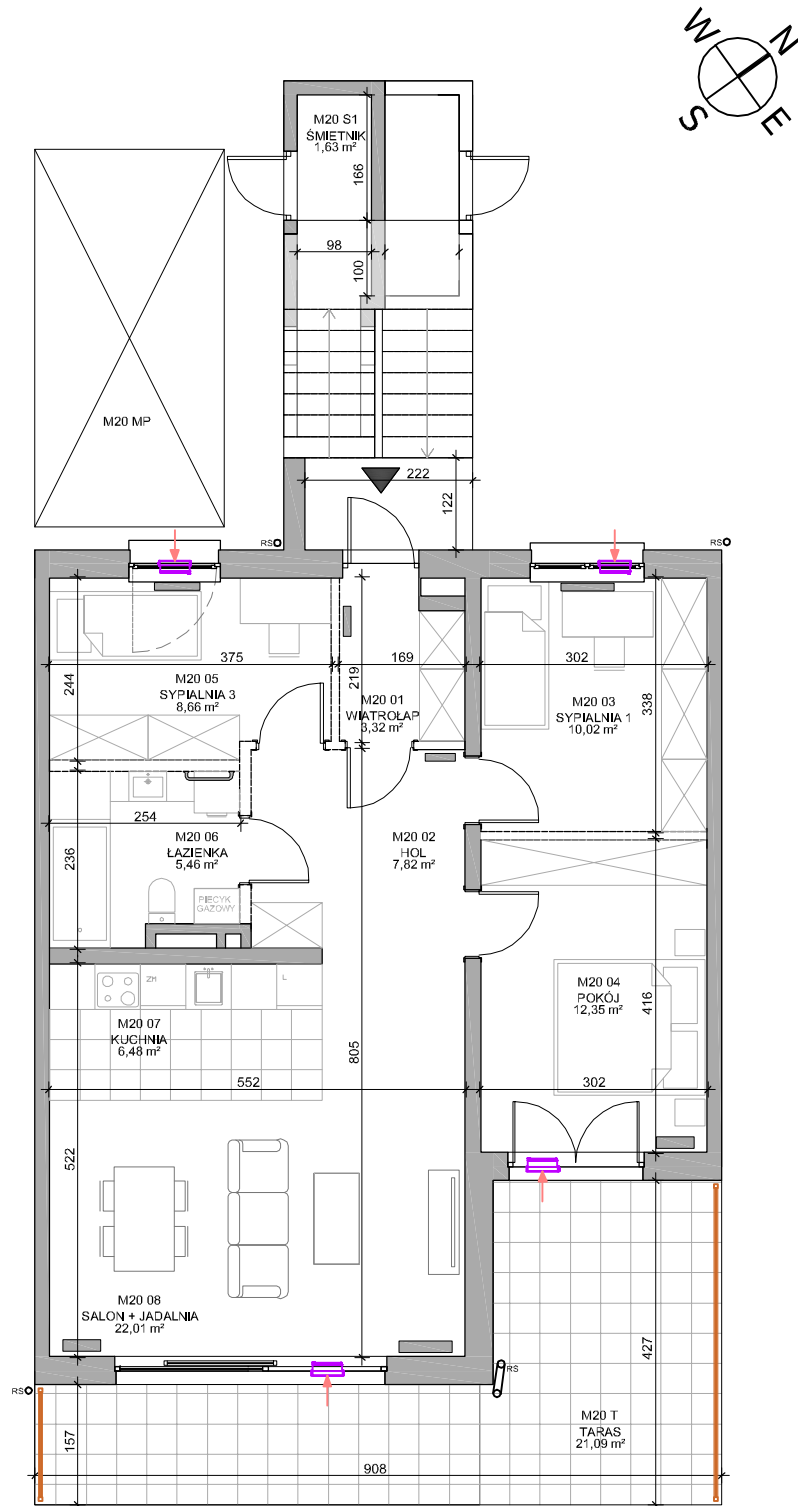 W
N
S
E
M20 S1
ŚMIETNIK
1,63 m²
166
98
100
M20 MP
222
122
RS
RS
375
169
302
244
219
338
M20 05
SYPIALNIA 3
8,66 m²
M20 01
WIATROŁAP
3,32 m²
M20 03
SYPIALNIA 1
10,02 m²
254
236
M20 06
ŁAZIENKA
5,46 m²
M20 02
HOL
7,82 m²
PIECYK
GAZOWY
ZM
L
M20 04
POKÓJ
12,35 m²
416
M20 07
KUCHNIA
6,48 m²
805
552
302
522
M20 08
SALON + JADALNIA
22,01 m²
427
RS
RS
157
M20 T
TARAS
21,09 m²
908